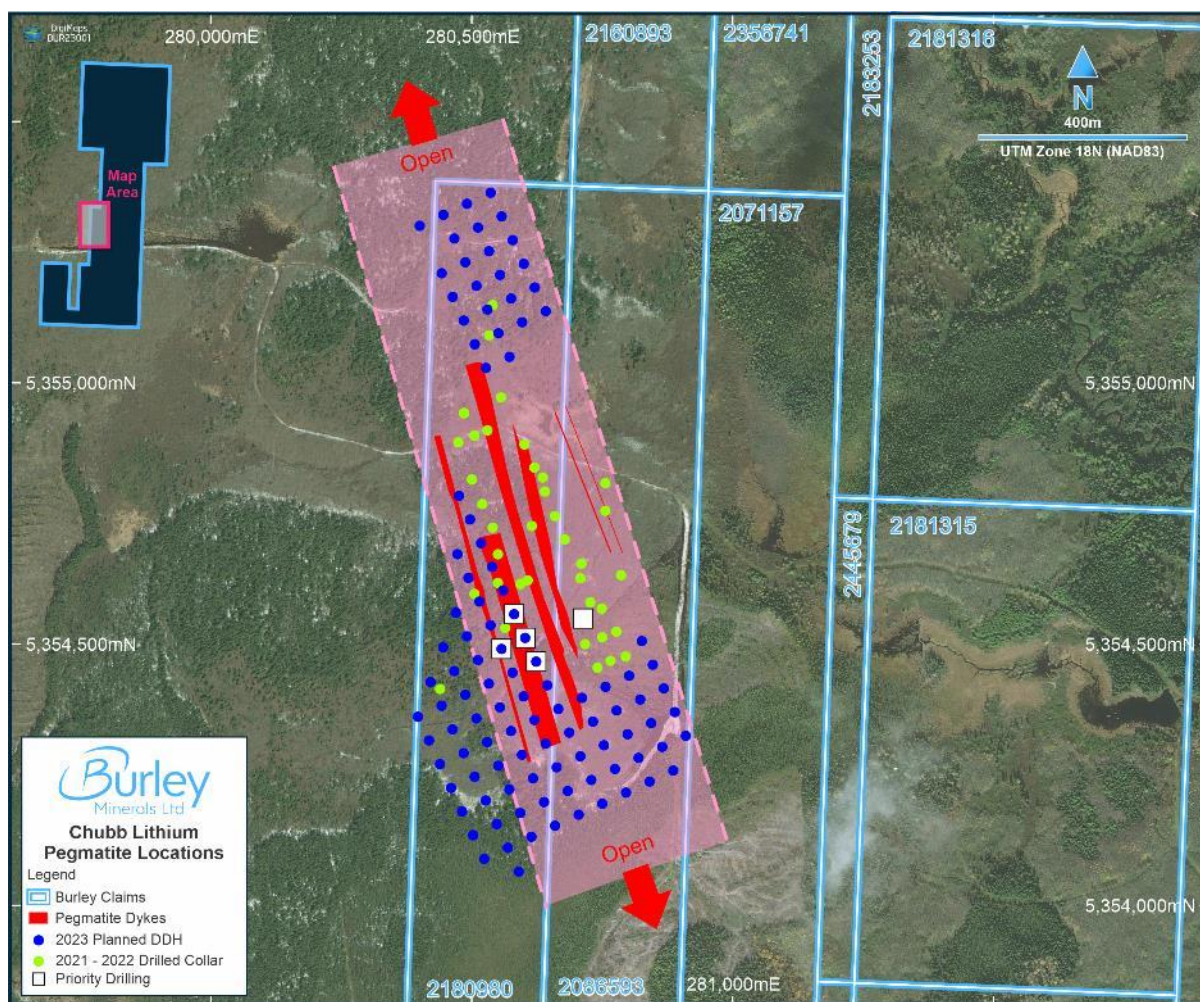 DigiMaps
BUR23001
280,000mE
280,500mE
2160893
2356741
2183253
2181316
N
400m
UTM Zone 18N (NAD83)
Map
Area
Open
2071157
5,355,000mN
5,355,000mN
2445679
2181315
5,354,500mN
5,354,500mN
Open
5,354,000mN
Burley
Minerals Ltd
Chubb Lithium
Pegmatite Locations
Legend
Burley Claims
Pegmatite Dykes
2023 Planned DDH
2021 - 2022 Drilled Collar
Priority Drilling
2180980
2086593
281,000mE